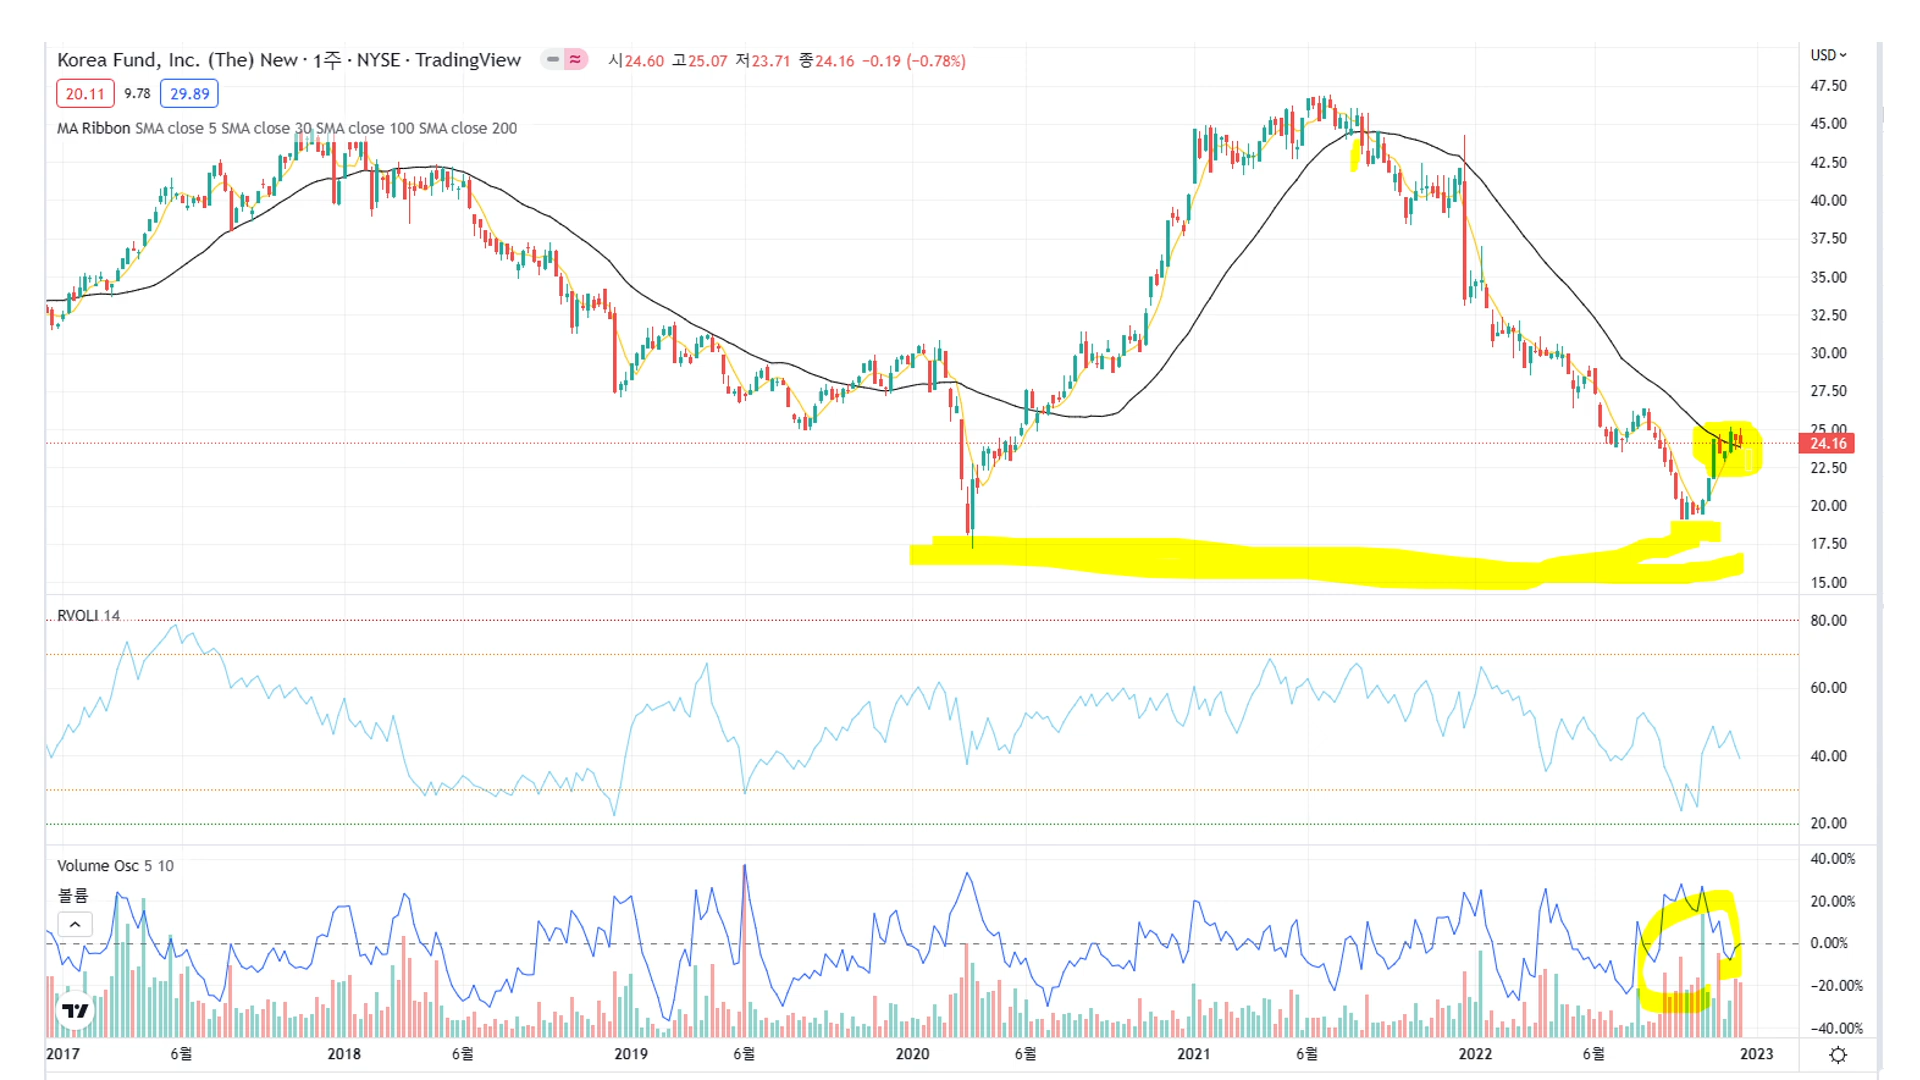 Korea Fund, Inc. (The) New · 1주 · NYSE · TradingView
시24.60 고25.07 저23.71 종24.16 −0.19 (−0.78%)
USD
20.11 9.78 29.89
MA Ribbon SMA close 5 SMA close 30 SMA close 100 SMA close 200
47.50
45.00
42.50
40.00
37.50
35.00
32.50
30.00
27.50
25.00
24.16
22.50
20.00
17.50
15.00
RVOLI 14
80.00
60.00
40.00
20.00
Volume Osc 5 10
볼륨
40.00%
20.00%
0.00%
−20.00%
−40.00%
2017 6월 2018 6월 2019 6월 2020 6월 2021 6월 2022 6월 2023